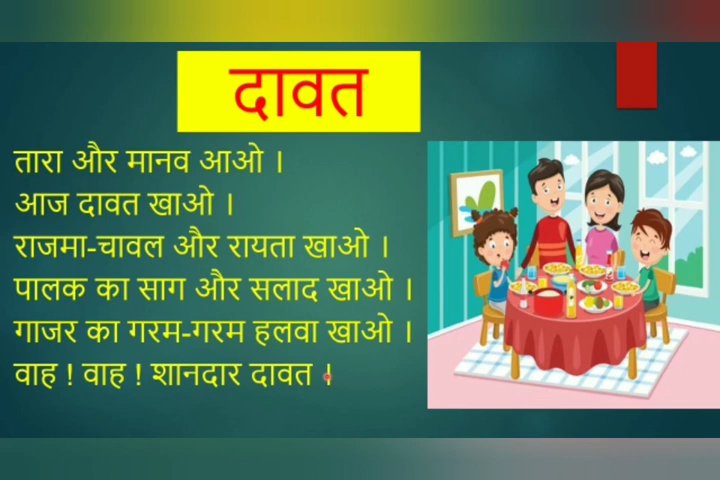 दावत
तारा और मानव आओ ।
आज दावत खाओ ।
राजमा-चावल और रायता खाओ ।
पालक का साग और सलाद खाओ ।
गाजर का गरम-गरम हलवा खाओ ।
वाह ! वाह ! शानदार दावत ।